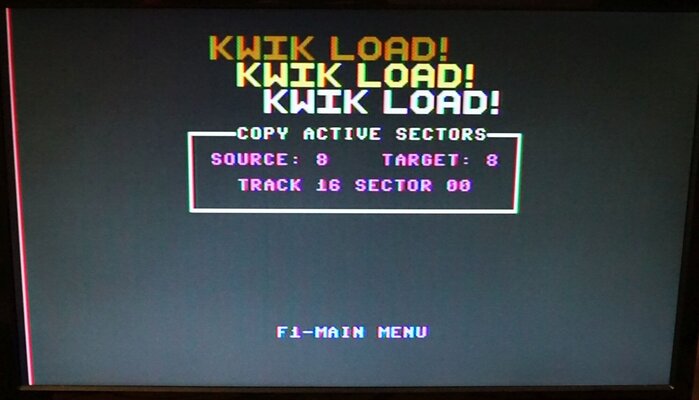 KWIK LOAD!
KWIK LOAD!
KWIK LOAD!
COPY ACTIVE SECTORS
SOURCE: 8 TARGET: 8
TRACK 16 SECTOR 00
F1-MAIN MENU